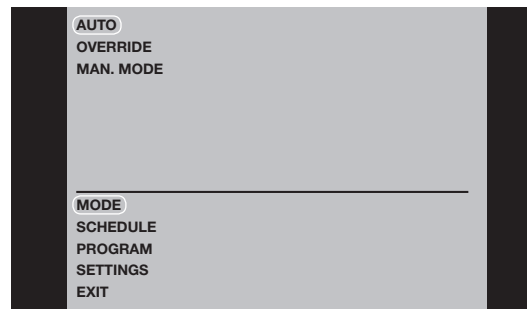 AUTO
OVERRIDE
MAN. MODE
MODE
SCHEDULE
PROGRAM
SETTINGS
EXIT